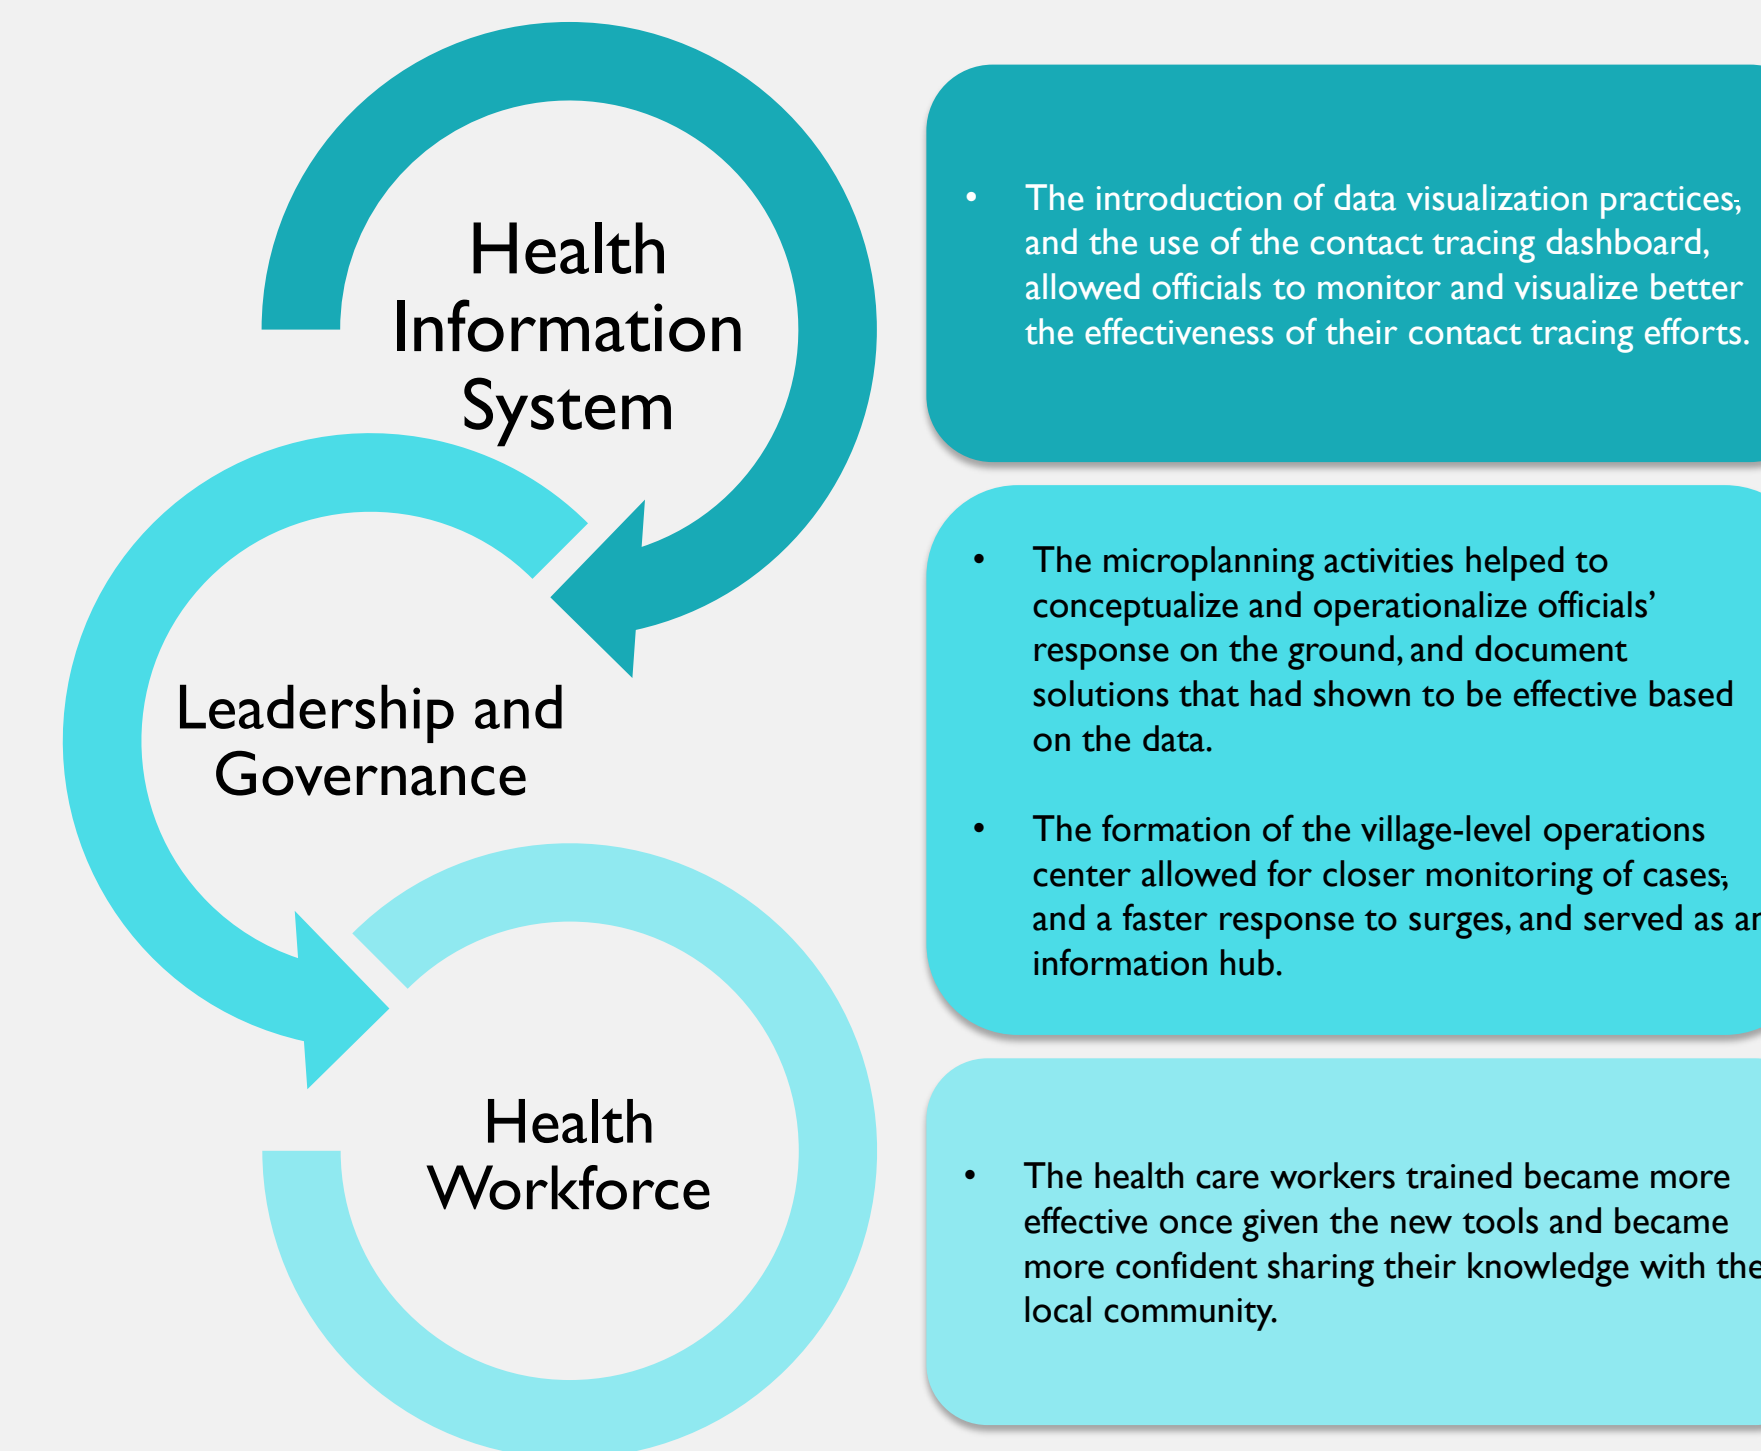 Health
Information
System
• The introduction of data visualization practices,
and the use of the contact tracing dashboard,
allowed officials to monitor and visualize better
the effectiveness of their contact tracing efforts.
Leadership and
Governance
• The microplanning activities helped to
conceptualize and operationalize officials’
response on the ground, and document
solutions that had shown to be effective based
on the data.
• The formation of the village-level operations
center allowed for closer monitoring of cases,
and a faster response to surges, and served as an
information hub.
Health
Workforce
• The health care workers trained became more
effective once given the new tools and became
more confident sharing their knowledge with the
local community.